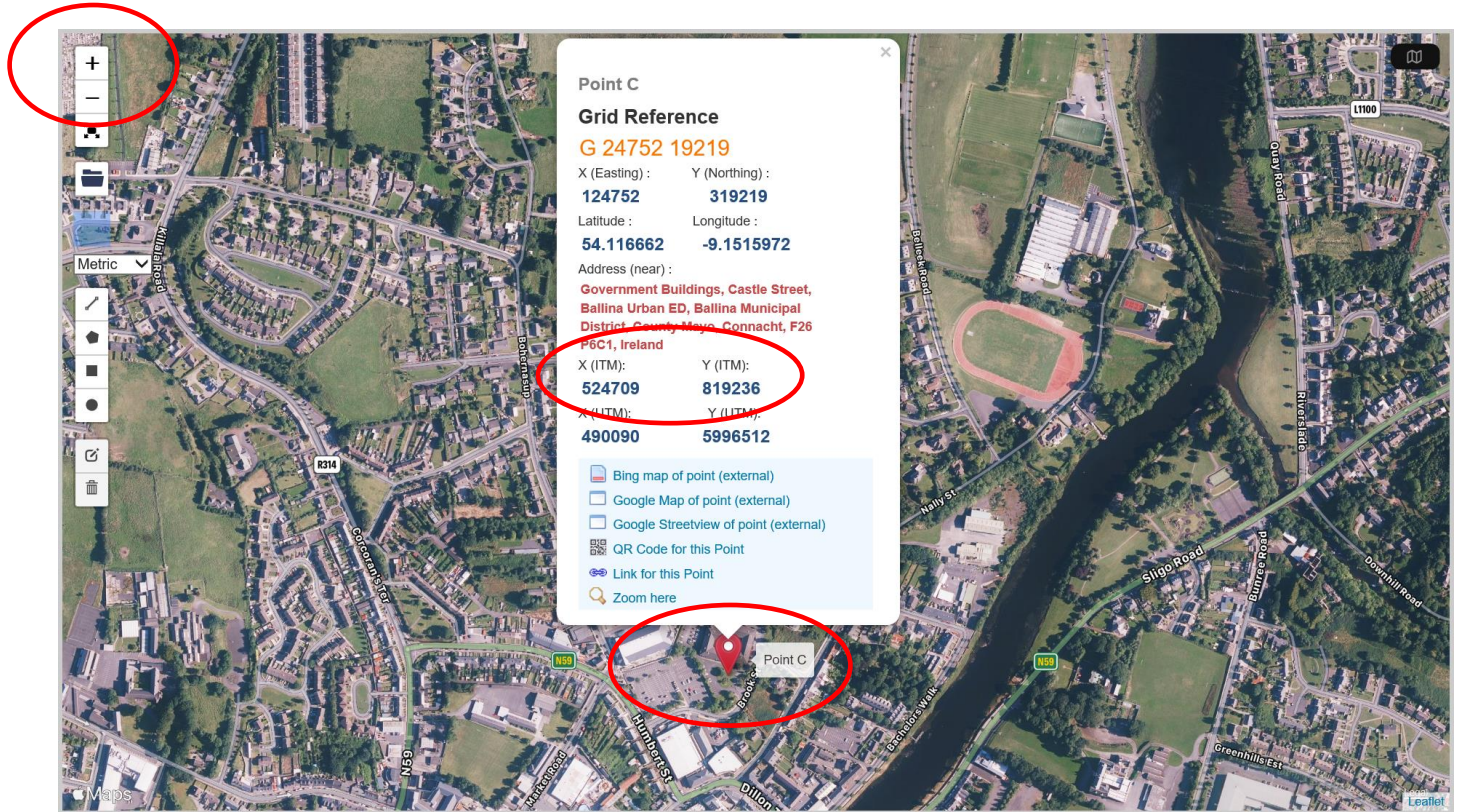 +
−
Metric
×
Point C
Grid Reference
G 24752 19219
X (Easting) : Y (Northing) :
124752 319219
Latitude : Longitude :
54.116662 -9.1515972
Address (near) :
Government Buildings, Castle Street,
Ballina Urban ED, Ballina Municipal
District, County Mayo, Connacht, F26
P6C1, Ireland
X (ITM): Y (ITM):
524709 819236
X (UTM): Y (UTM):
490090 5996512
Bing map of point (external)
Google Map of point (external)
Google Streetview of point (external)
QR Code for this Point
Link for this Point
Zoom here
Point C
L1100
Quay Road
Killala Road
Belleek Road
Bohernasup
Riverslade
R314
Nally St
Corcoran's Ter
Sligo Road
Bunree Road
Downhill Road
N59
N59
Brook S
Bachelors Walk
Humbert St
N59
Market Road
Dillon
Greenhills Est
Maps
Legal
Leaflet